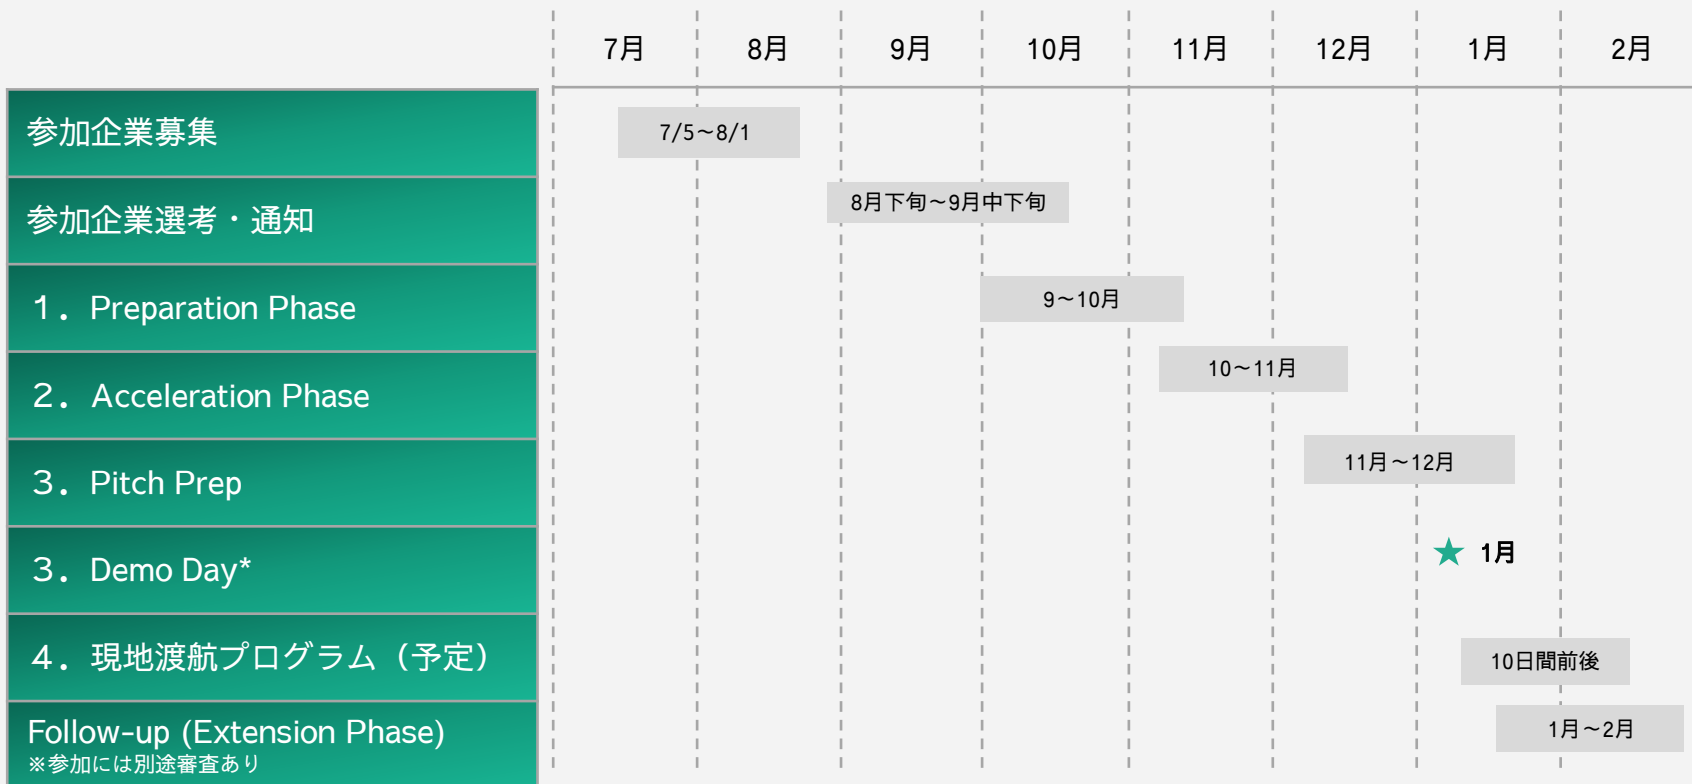 7月 8月 9月 10月 11月 12月 1月 2月
参加企業募集 7/5～8/1
参加企業選考・通知 8月下旬～9月中下旬
１．Preparation Phase 9～10月
２．Acceleration Phase 10～11月
３．Pitch Prep 11月～12月
３．Demo Day* ★ 1月
４．現地渡航プログラム（予定） 10日間前後
Follow-up (Extension Phase) 1月～2月
※参加には別途審査あり